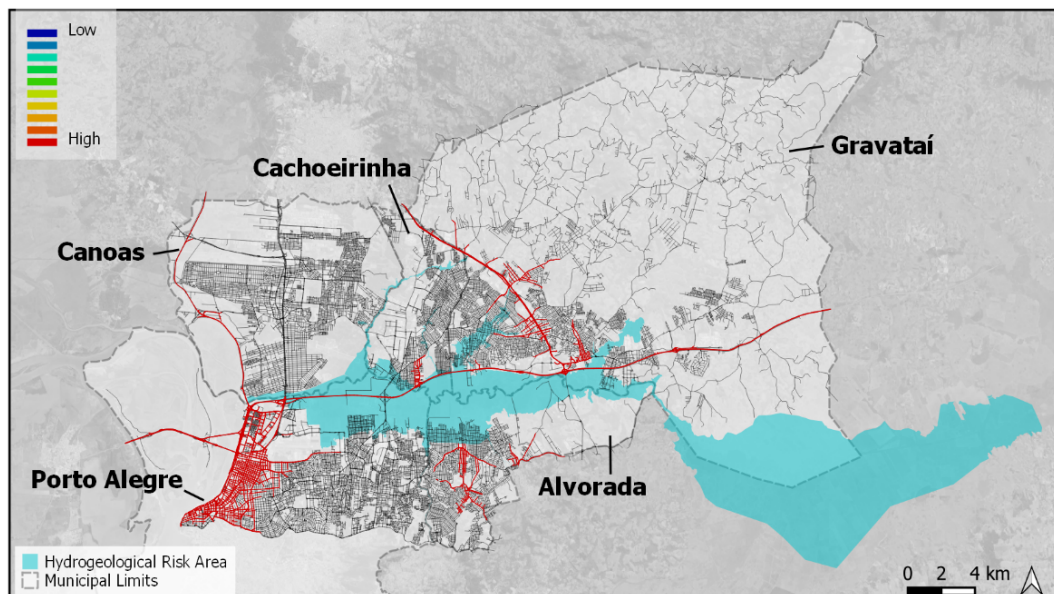 Low
High
Cachoeirinha
Gravataí
Canoas
Porto Alegre
Alvorada
Hydrogeological Risk Area
Municipal Limits
0 2 4 km